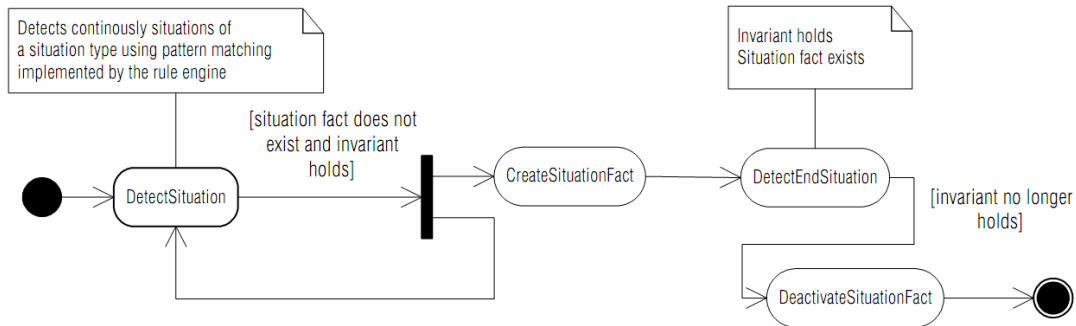 Detects continously situations of
a situation type using pattern matching
implemented by the rule engine
Invariant holds
Situation fact exists
[situation fact does not
exist and invariant
holds]
DetectSituation
CreateSituationFact
DetectEndSituation
[invariant no longer
holds]
DeactivateSituationFact